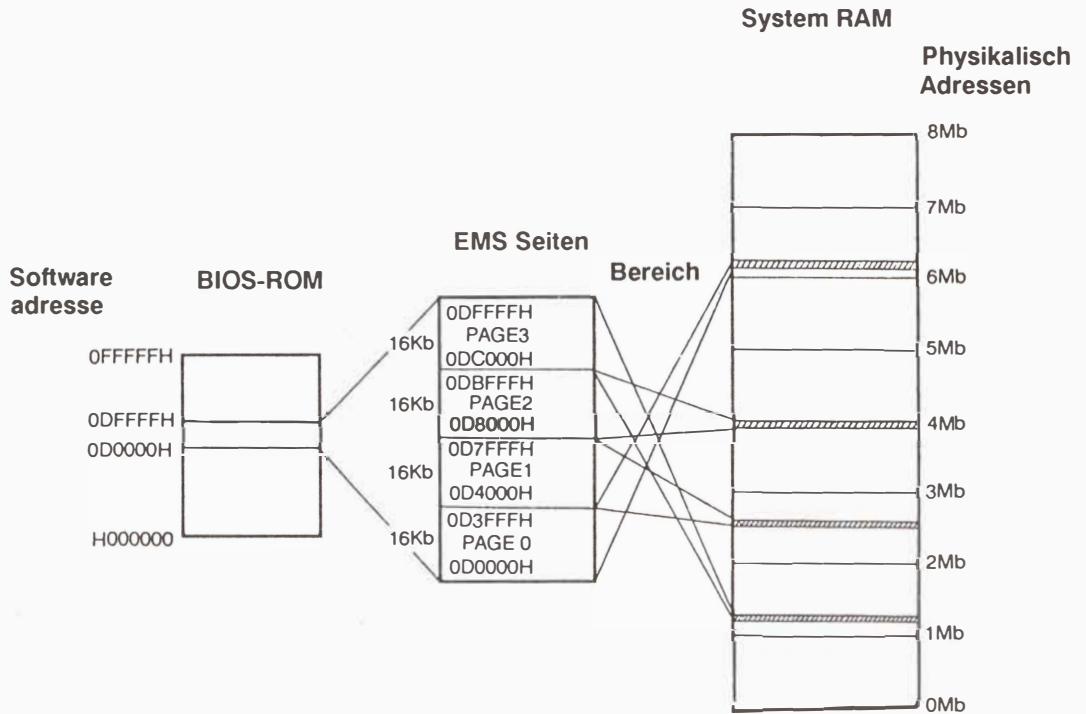 System RAM
Physikalisch
Adressen
8Mb
7Mb
6Mb
5Mb
4Mb
3Mb
2Mb
1Mb
0Mb
EMS Seiten
Bereich
Software
adresse
BIOS-ROM
0FFFFFH
0DFFFFH
0D0000H
H000000
16Kb
16Kb
16Kb
16Kb
0DFFFFH
PAGE3
0DC000H
0DBFFFH
PAGE2
0D8000H
0D7FFFH
PAGE1
0D4000H
0D3FFFH
PAGE 0
0D0000H